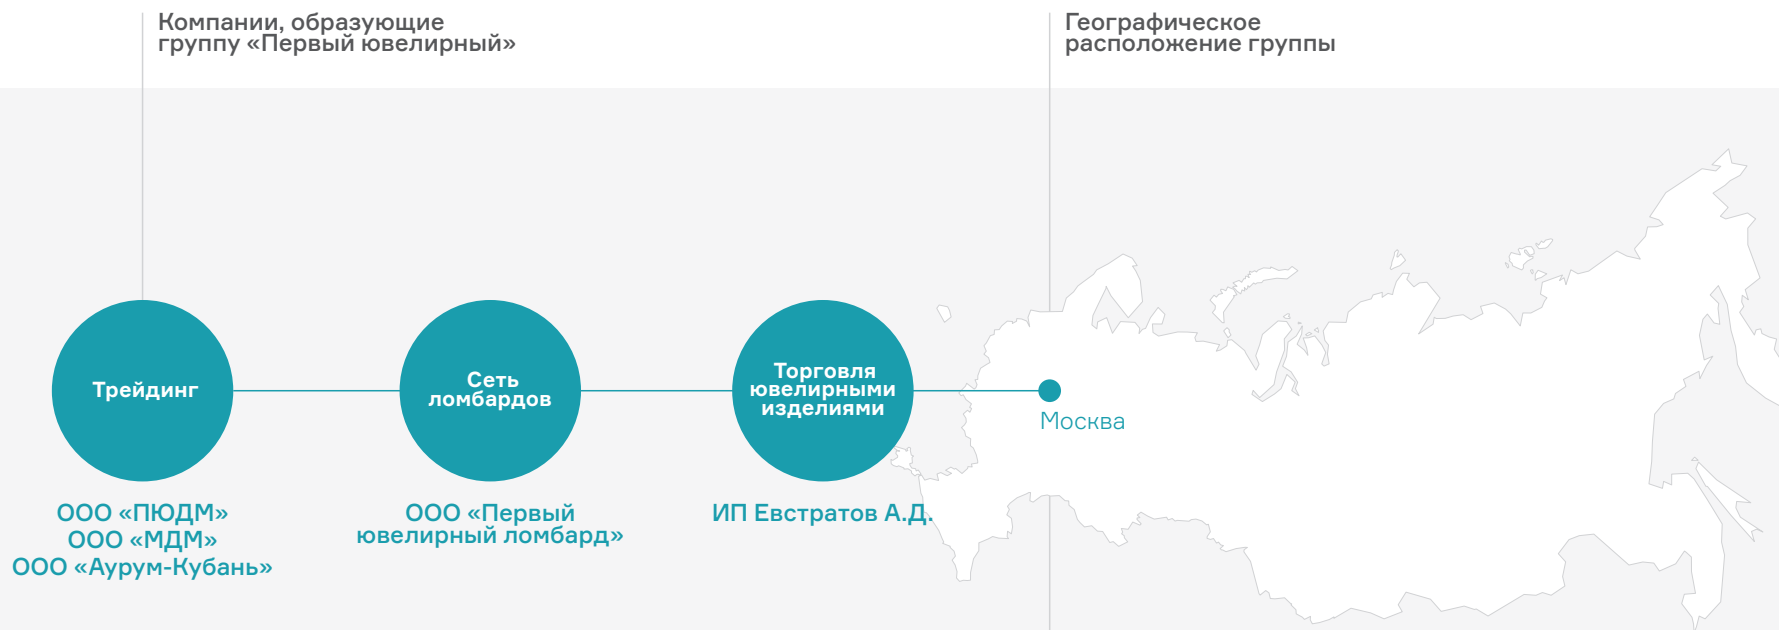 Компании, образующие
группу «Первый ювелирный»
Географическое
расположение группы
Трейдинг
Сеть
ломбардов
Торговля
ювелирными
изделиями
Москва
ООО «ПЮДМ»
ООО «МДМ»
ООО «Аурум-Кубань»
ООО «Первый
ювелирный ломбард»
ИП Евстратов А.Д.